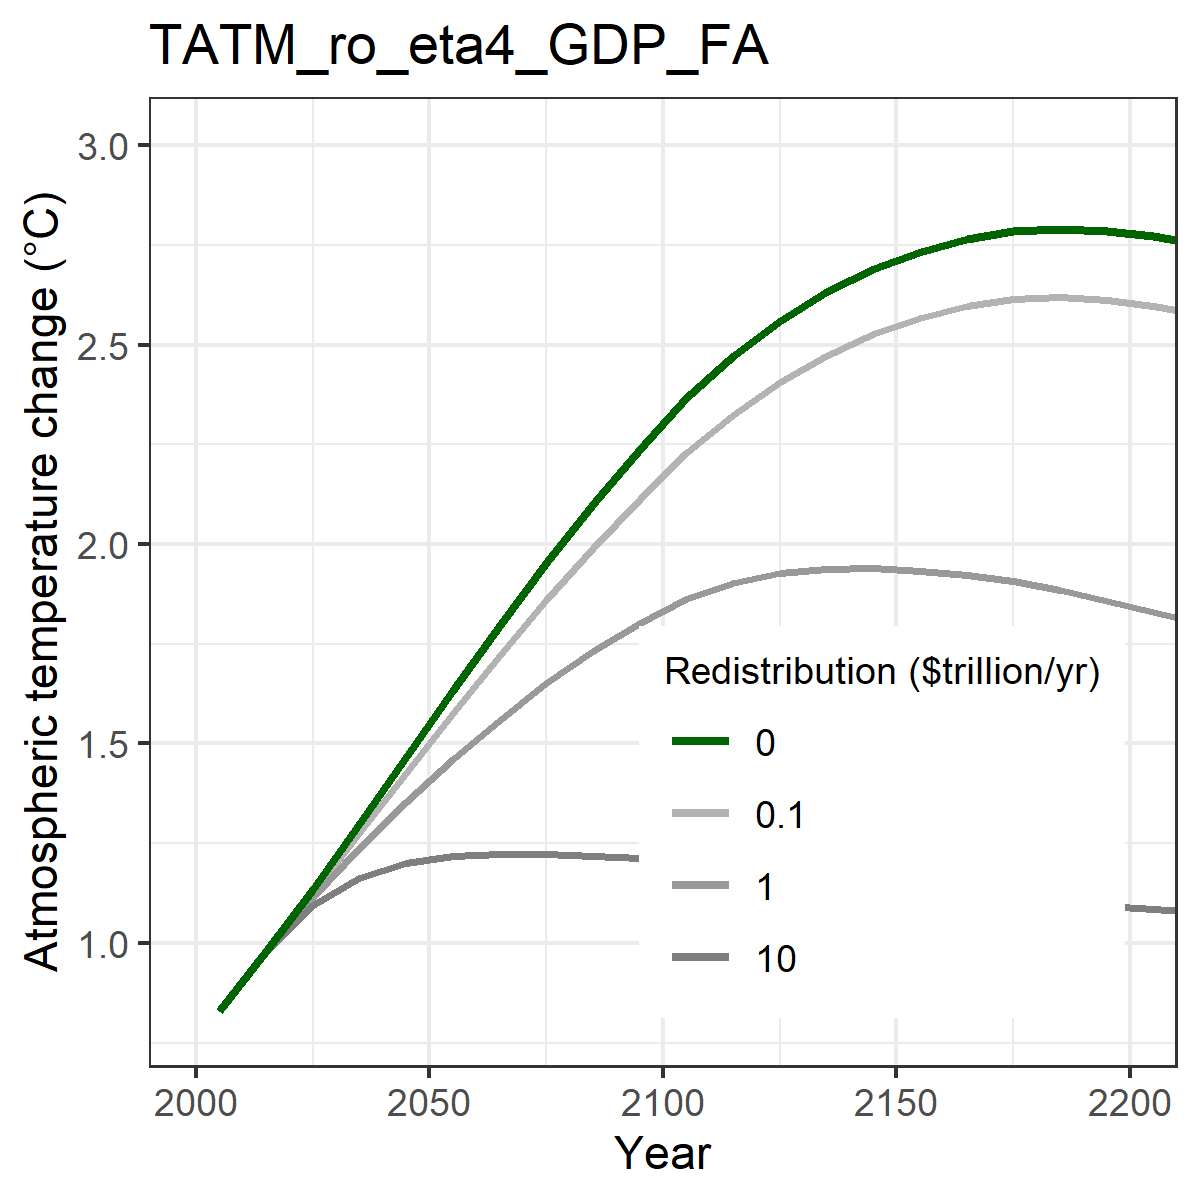 TATM_ro_eta4_GDP_FA
Atmospheric temperature change (°C)
3.0
2.5
2.0
1.5
1.0
Redistribution ($trillion/yr)
0
0.1
1
10
2000 2050 2100 2150 2200
Year